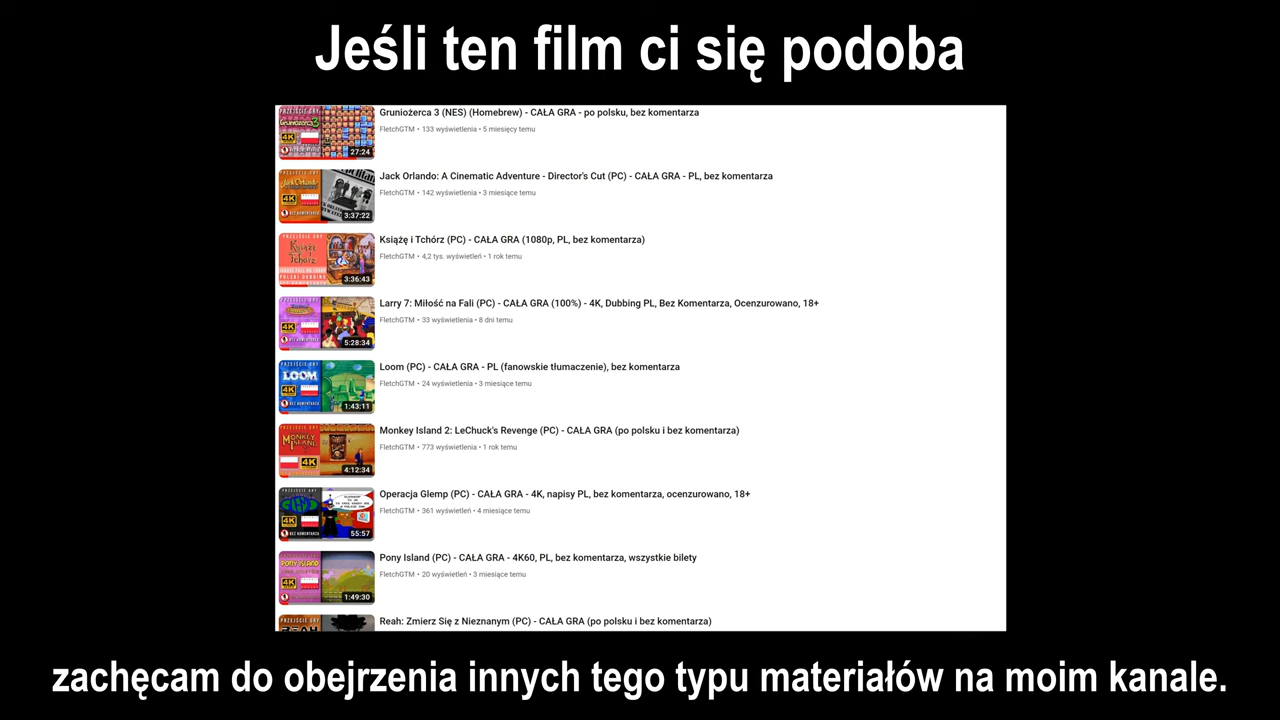 Jeśli ten film ci się podoba
Gruniożerca 3 (NES) (Homebrew) - CAŁA GRA - po polsku, bez komentarza
FletchGTM • 133 wyświetlenia • 5 miesięcy temu
27:24
Jack Orlando: A Cinematic Adventure - Director's Cut (PC) - CAŁA GRA - PL, bez komentarza
FletchGTM • 142 wyświetlenia • 3 miesiące temu
3:37:22
Książę i Tchórz (PC) - CAŁA GRA (1080p, PL, bez komentarza)
FletchGTM • 4,2 tys. wyświetleń • 1 rok temu
3:36:43
Larry 7: Miłość na Fali (PC) - CAŁA GRA (100%) - 4K, Dubbing PL, Bez Komentarza, Ocenzurowano, 18+
FletchGTM • 33 wyświetlenia • 8 dni temu
5:28:34
Loom (PC) - CAŁA GRA - PL (fanowskie tłumaczenie), bez komentarza
FletchGTM • 24 wyświetlenia • 3 miesiące temu
LOOM
4K
1:43:11
Monkey Island 2: LeChuck's Revenge (PC) - CAŁA GRA (po polsku i bez komentarza)
FletchGTM • 773 wyświetlenia • 1 rok temu
4K
4:12:34
Operacja Glemp (PC) - CAŁA GRA - 4K, napisy PL, bez komentarza, ocenzurowano, 18+
FletchGTM • 361 wyświetleń • 4 miesiące temu
4K
55:57
Pony Island (PC) - CAŁA GRA - 4K60, PL, bez komentarza, wszystkie bilety
FletchGTM • 20 wyświetleń • 3 miesiące temu
PONY ISLAND
4K
1:49:30
Reah: Zmierz Się z Nieznanym (PC) - CAŁA GRA (po polsku i bez komentarza)
zachęcam do obejrzenia innych tego typu materiałów na moim kanale.